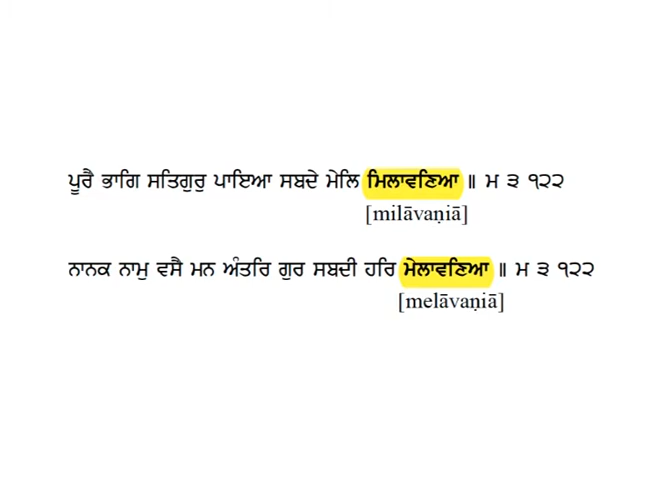 ਪੂਰੈ ਭਾਗਿ ਸਤਿਗੁਰੁ ਪਾਇਆ ਸਬਦੇ ਮੇਲਿ ਮਿਲਾਵਣਿਆ ॥ ਮ ੩ ੧੨੨
[milāvaṇiā]
ਨਾਨਕ ਨਾਮੁ ਵਸੈ ਮਨ ਅੰਤਰਿ ਗੁਰ ਸਬਦੀ ਹਰਿ ਮੇਲਾਵਣਿਆ ॥ ਮ ੩ ੧੨੨
[melāvaṇiā]